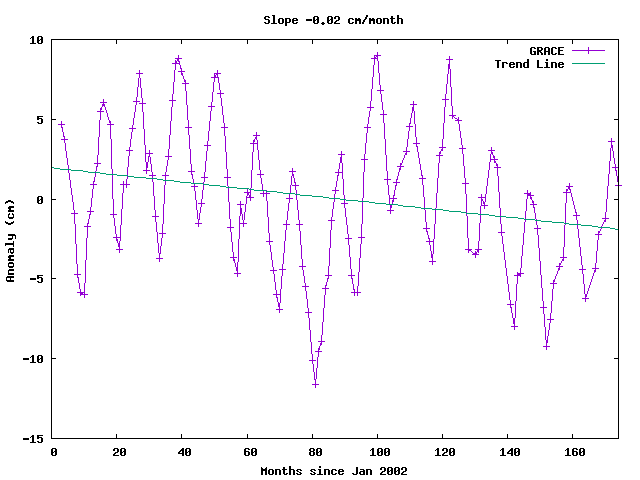 Slope -0.02 cm/month
GRACE
Trend Line
10
5
0
-5
-10
-15
Anomaly (cm)
0 20 40 60 80 100 120 140 160
Months since Jan 2002